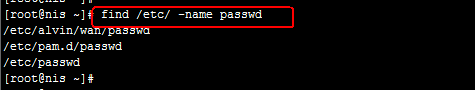 [root@nis ~]# find /etc/ -name passwd
/etc/alvin/wan/passwd
/etc/pam.d/passwd
/etc/passwd
[root@nis ~]#